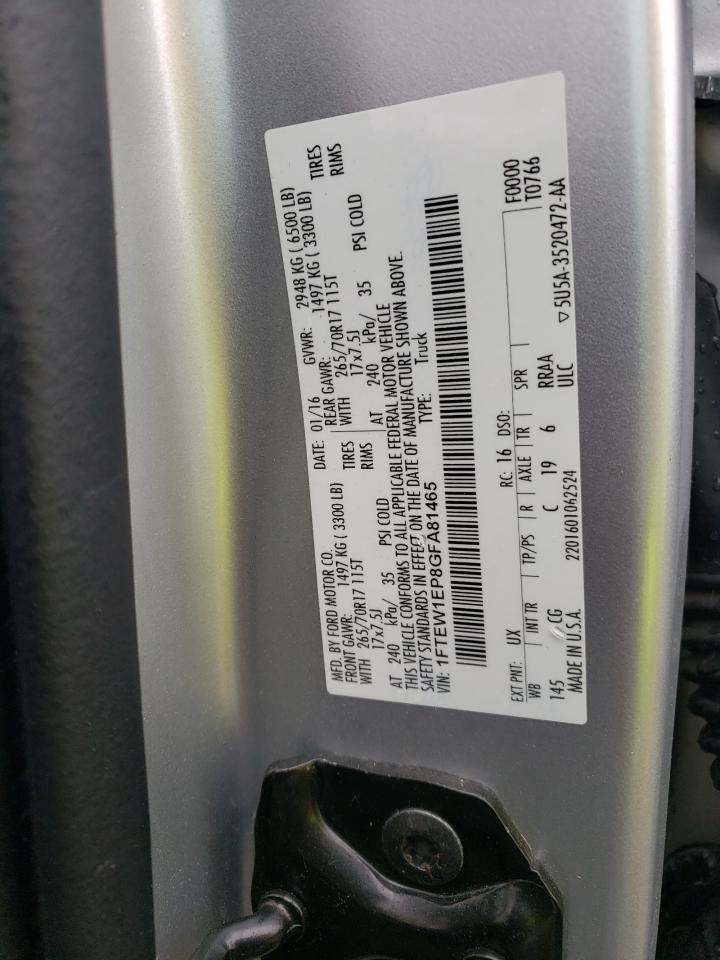 MFD. BY FORD MOTOR CO.
DATE: 01/16 GVWR: 2948 KG ( 6500 LB)
FRONT GAWR: 1497 KG ( 3300 LB) REAR GAWR: 1497 KG ( 3300 LB)
WITH 265/70R17 115T TIRES WITH 265/70R17 115T TIRES
17x7.5J RIMS 17x7.5J RIMS
AT 240 kPa/ 35 PSI COLD AT 240 kPa/ 35 PSI COLD
THIS VEHICLE CONFORMS TO ALL APPLICABLE FEDERAL MOTOR VEHICLE
SAFETY STANDARDS IN EFFECT ON THE DATE OF MANUFACTURE SHOWN ABOVE.
VIN: 1FTEW1EP8GFA81465 TYPE: Truck
F0000
T0766
EXT PNT: UX RC: 16 DSO:
WB INT TR TP/PS R AXLE TR SPR
145 CG C 19 6 RRAA
MADE IN U.S.A. 2201601062524 ULC ▽5U5A-3520472-AA